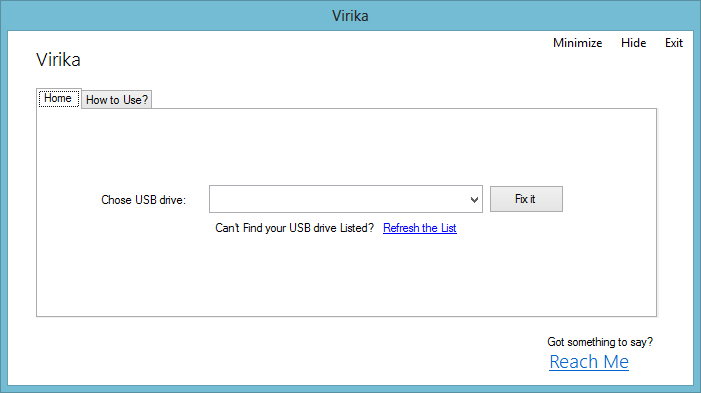 Virika
Minimize Hide Exit
Virika
Home How to Use?
Chose USB drive: Fix it
Can't Find your USB drive Listed? Refresh the List
Got something to say?
Reach Me